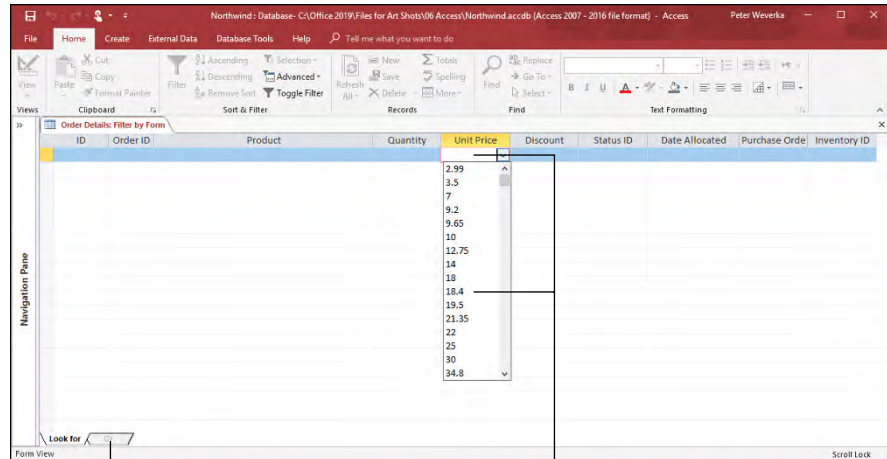 Northwind : Database- C:\Office 2019\Files for Art Shots\06 Access\Northwind.accdb (Access 2007 - 2016 file format) - Access Peter Weverka
File Home Create External Data Database Tools Help Tell me what you want to do
Cut Ascending Selection New Totals Replace
Copy Descending Advanced Save Spelling Go To
View Paste Format Painter Filter Remove Sort Toggle Filter Refresh All Delete More Find Select B I U A
Views Clipboard Sort & Filter Records Find Text Formatting
Order Details: Filter by Form
ID Order ID Product Quantity Unit Price Discount Status ID Date Allocated Purchase Orde Inventory ID
2.99
3.5
7
9.2
9.65
10
12.75
14
18
18.4
19.5
21.35
22
25
30
34.8
Navigation Pane
Look for Or
Form View Scroll Lock